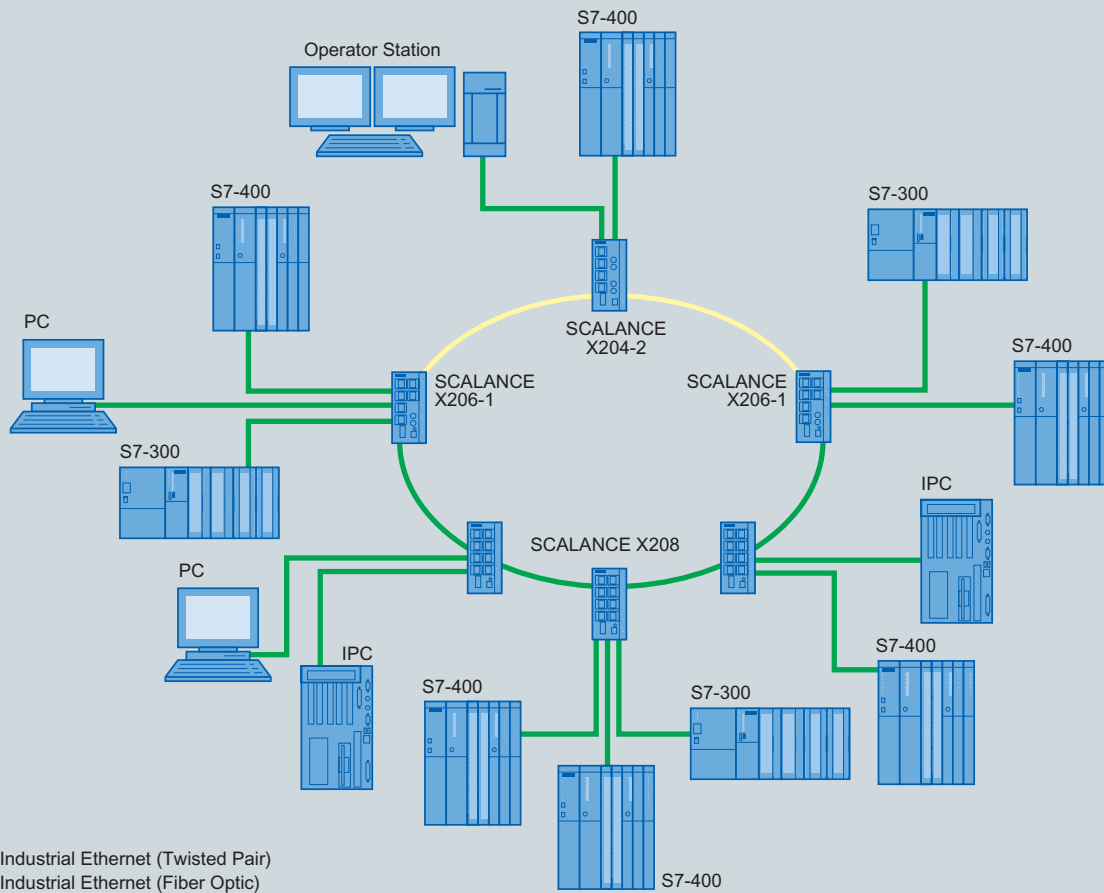 S7-400
Operator Station
S7-400
S7-300
PC
SCALANCE
X204-2
S7-400
SCALANCE
X206-1
SCALANCE
X206-1
S7-300
IPC
SCALANCE X208
PC
IPC
S7-400
S7-400
S7-300
Industrial Ethernet (Twisted Pair)
Industrial Ethernet (Fiber Optic)
S7-400